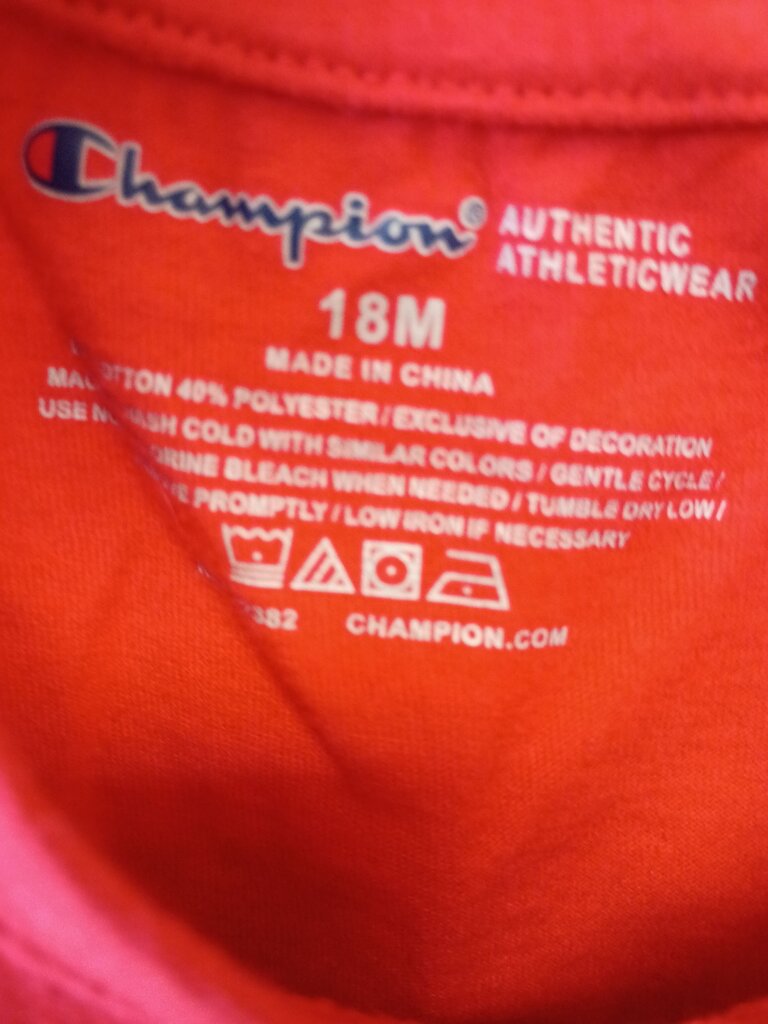 Champion® AUTHENTIC
ATHLETICWEAR
18M
MADE IN CHINA
40% POLYESTER / EXCLUSIVE OF DECORATION
COLD WITH SIMILAR COLORS / GENTLE CYCLE /
USE BLEACH WHEN NEEDED / TUMBLE DRY LOW /
PROMPTLY / LOW IRON IF NECESSARY
CHAMPION.COM